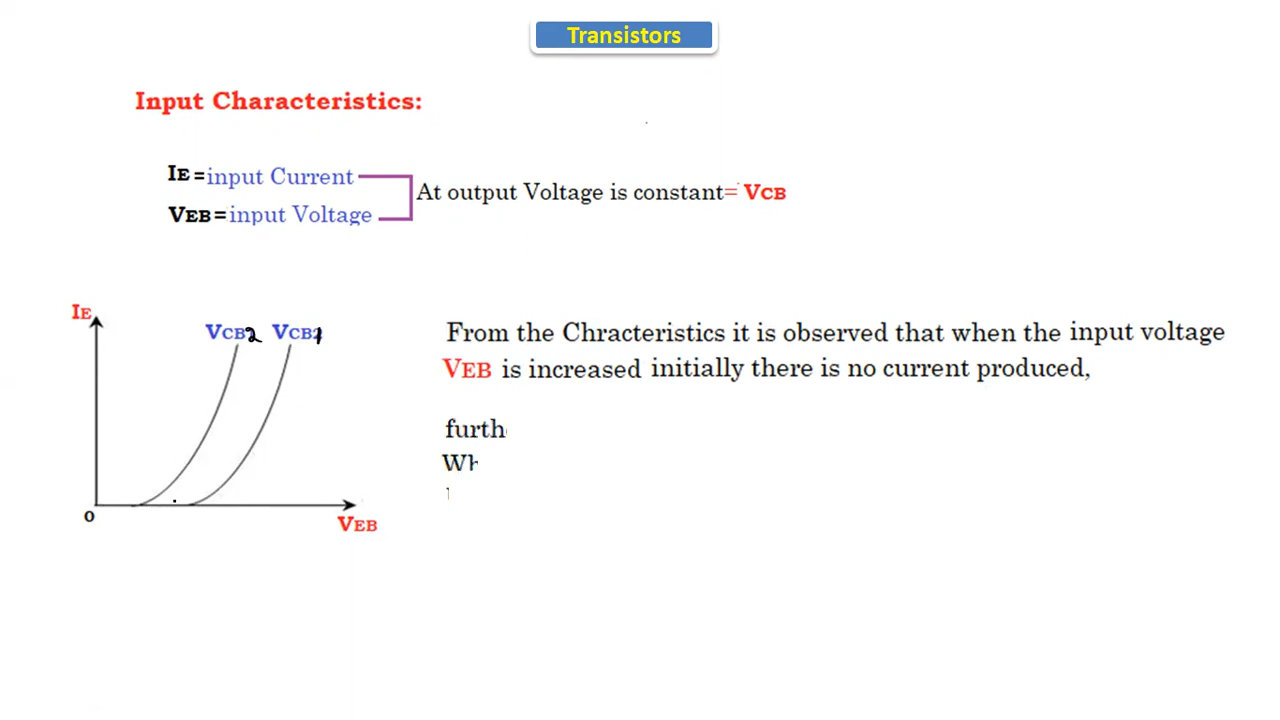 Transistors
Input Characteristics:
IE =input Current
At output Voltage is constant= VCB
VEB=input Voltage
IE
VCB2 VCB1
From the Chracteristics it is observed that when the input voltage
VEB is increased initially there is no current produced,
furth
Wh
O
VEB